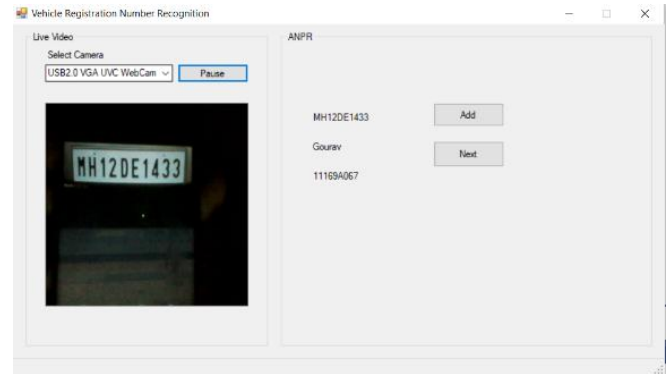 Vehicle Registration Number Recognition
Live Video
Select Camera
USB2.0 VGA UVC WebCam
Pause
MH12DE1433
ANPR
MH12DE1433
Add
Gourav
Next
11169A067